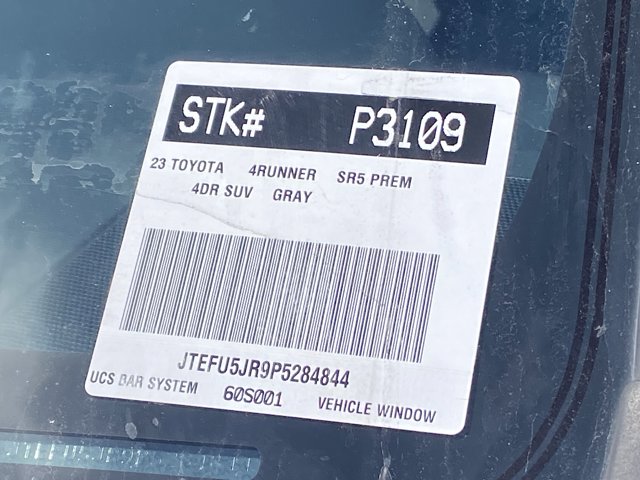 STK# P3109
23 TOYOTA 4RUNNER SR5 PREM
4DR SUV GRAY
JTEFU5JR9P5284844
UCS BAR SYSTEM 60S001 VEHICLE WINDOW